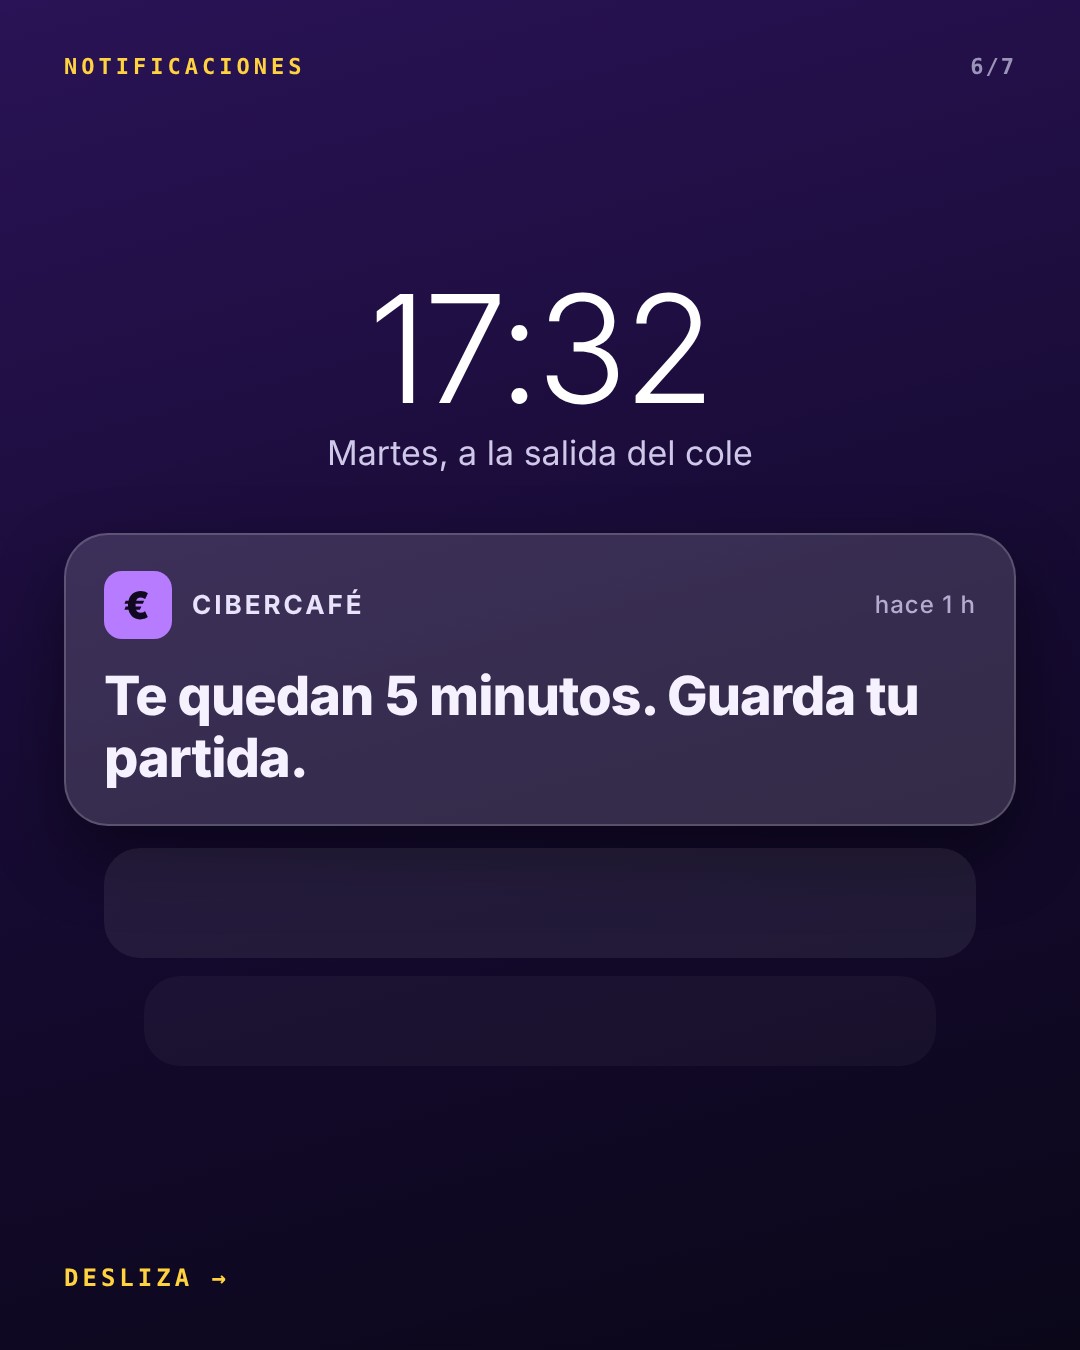 NOTIFICACIONES
6/7
17:32
Martes, a la salida del cole
€
CIBERCAFÉ
hace 1 h
Te quedan 5 minutos. Guarda tu
partida.
DESLIZA →